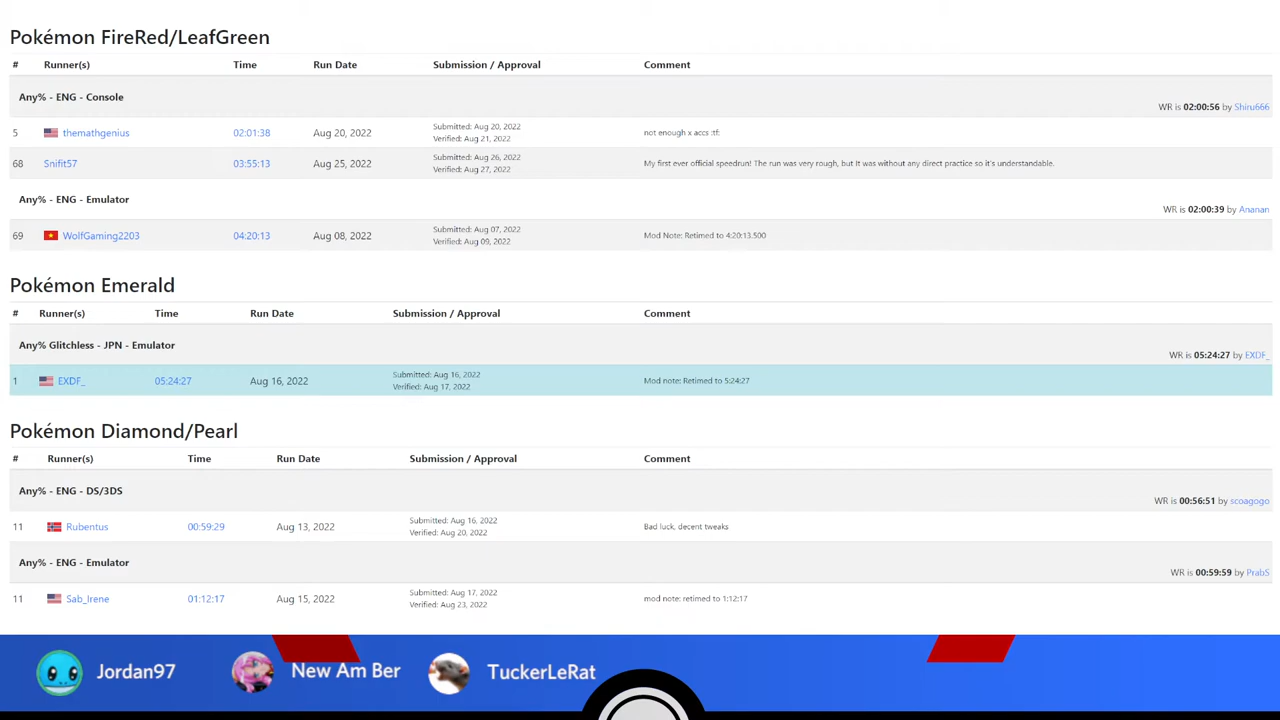 Pokémon FireRed/LeafGreen
# Runner(s) Time Run Date Submission / Approval Comment
Any% - ENG - Console
WR is 02:00:56 by Shiru666
5 themathgenius 02:01:38 Aug 20, 2022 Submitted: Aug 20, 2022 not enough x accs :tf:
Verified: Aug 21, 2022
68 Snifit57 03:55:13 Aug 25, 2022 Submitted: Aug 26, 2022 My first ever official speedrun! The run was very rough, but It was without any direct practice so it's understandable.
Verified: Aug 27, 2022
Any% - ENG - Emulator
WR is 02:00:39 by Ananan
69 WolfGaming2203 04:20:13 Aug 08, 2022 Submitted: Aug 07, 2022 Mod Note: Retimed to 4:20:13.500
Verified: Aug 09, 2022
Pokémon Emerald
# Runner(s) Time Run Date Submission / Approval Comment
Any% Glitchless - JPN - Emulator
WR is 05:24:27 by EXDF_
1 EXDF_ 05:24:27 Aug 16, 2022 Submitted: Aug 16, 2022 Mod note: Retimed to 5:24:27
Verified: Aug 17, 2022
Pokémon Diamond/Pearl
# Runner(s) Time Run Date Submission / Approval Comment
Any% - ENG - DS/3DS
WR is 00:56:51 by scoagogo
11 Rubentus 00:59:29 Aug 13, 2022 Submitted: Aug 16, 2022 Bad luck, decent tweaks
Verified: Aug 20, 2022
Any% - ENG - Emulator
WR is 00:59:59 by PrabS
11 Sab_Irene 01:12:17 Aug 15, 2022 Submitted: Aug 17, 2022 mod note: retimed to 1:12:17
Verified: Aug 23, 2022
Jordan97 New Am Ber TuckerLeRat